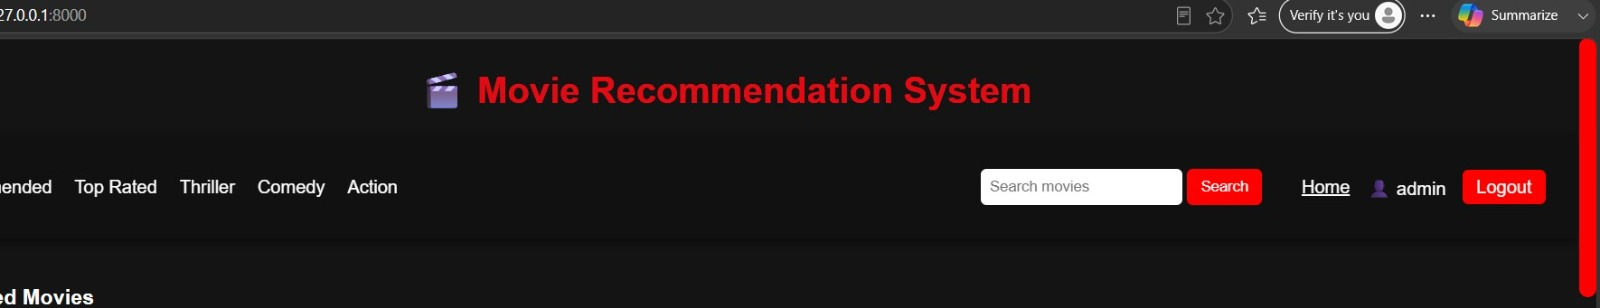 27.0.0.1:8000
Verify it's you
Summarize
Movie Recommendation System
ended Top Rated Thriller Comedy Action
Search movies Search Home admin Logout
ed Movies